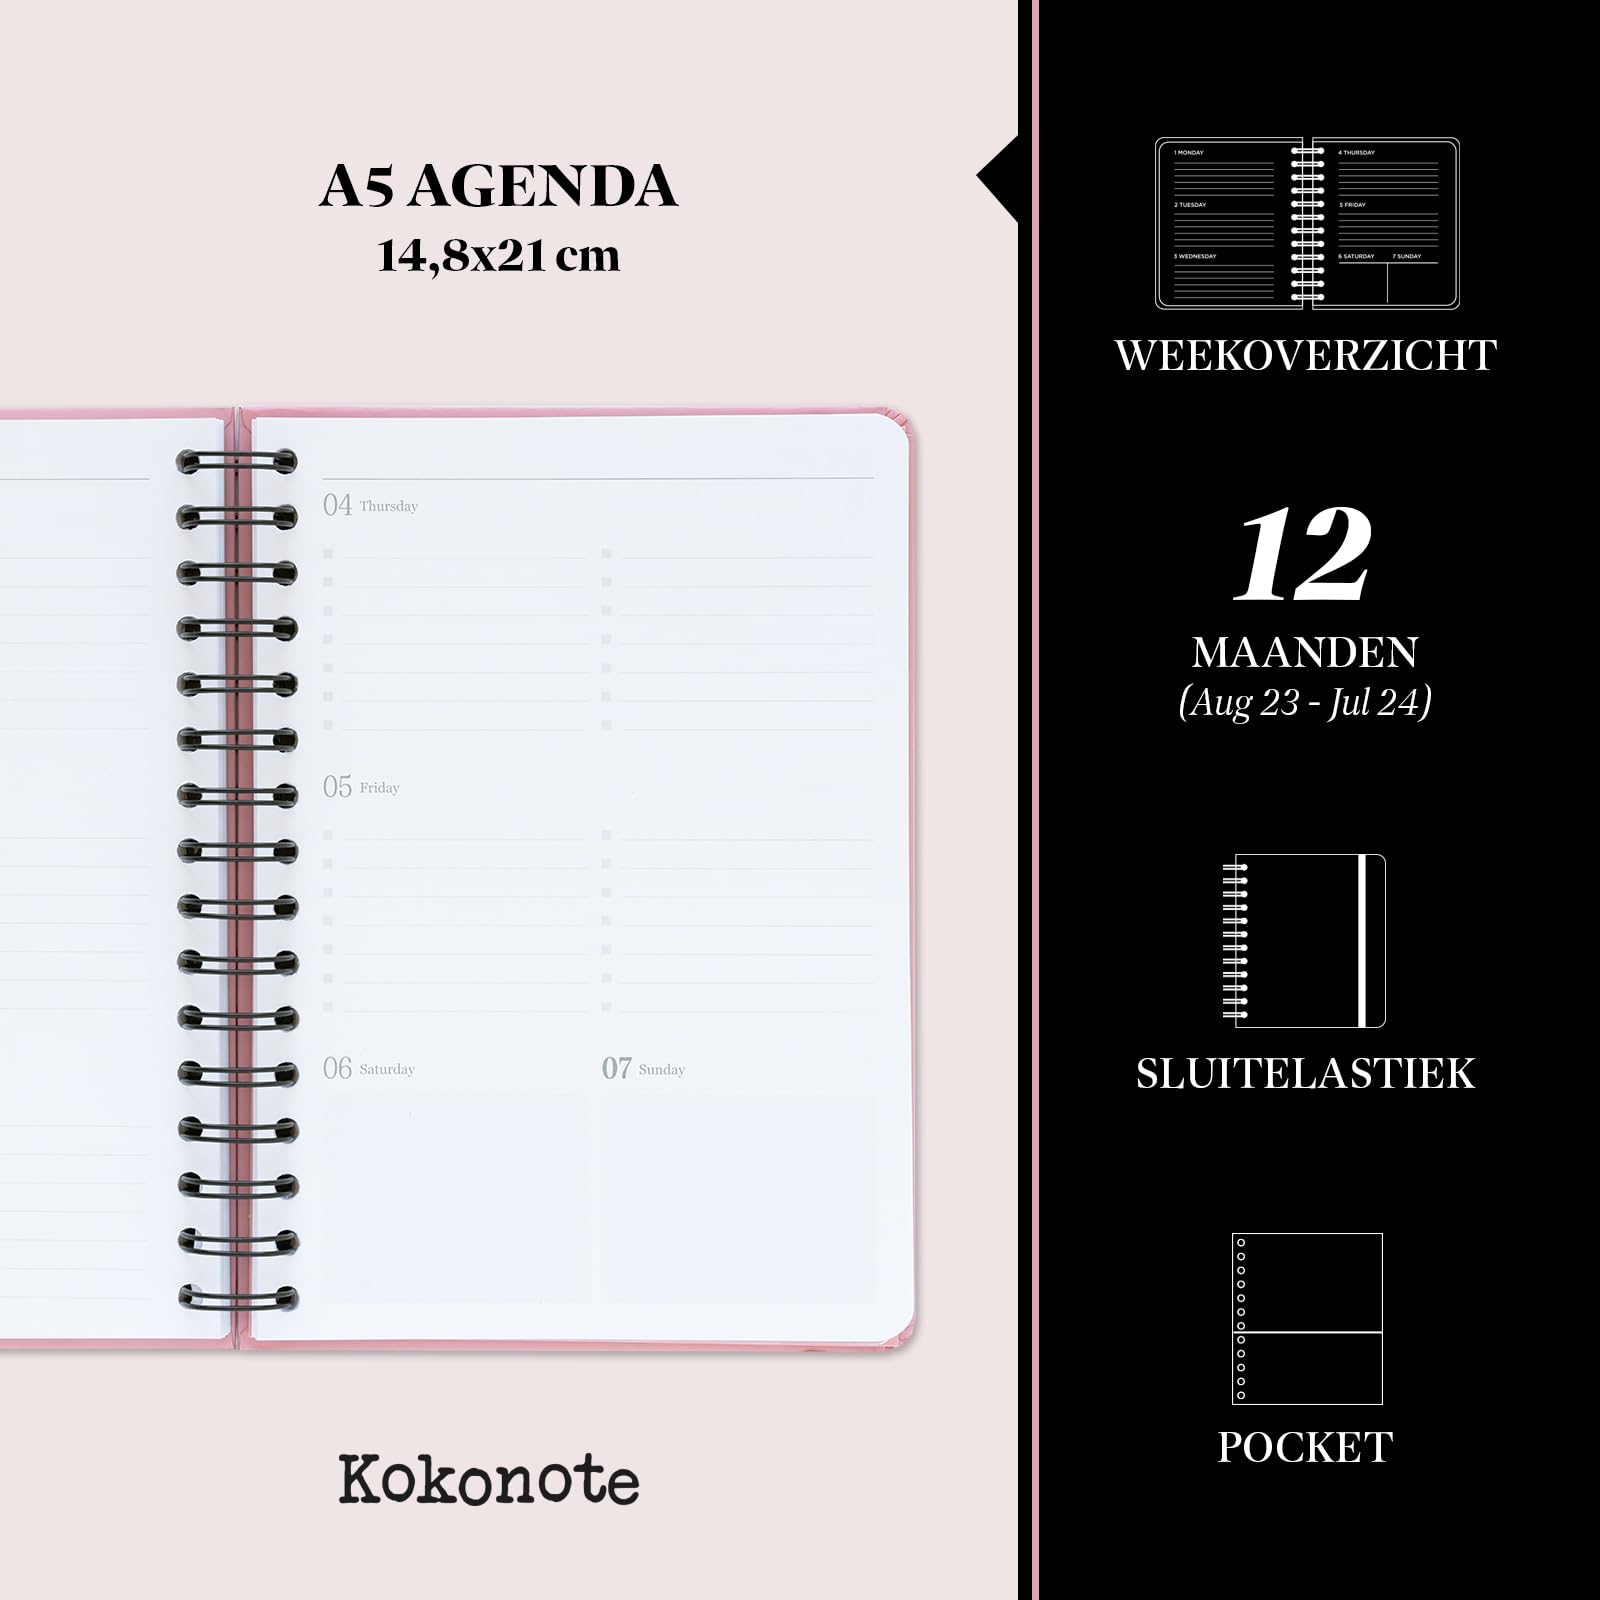 A5 AGENDA
14,8x21 cm
04 Thursday
05 Friday
06 Saturday
07 Sunday
Kokonote
1 MONDAY
2 TUESDAY
3 WEDNESDAY
4 THURSDAY
5 FRIDAY
6 SATURDAY
7 SUNDAY
WEEKOVERZICHT
12
MAANDEN
(Aug 23 - Jul 24)
SLUITELASTIEK
POCKET